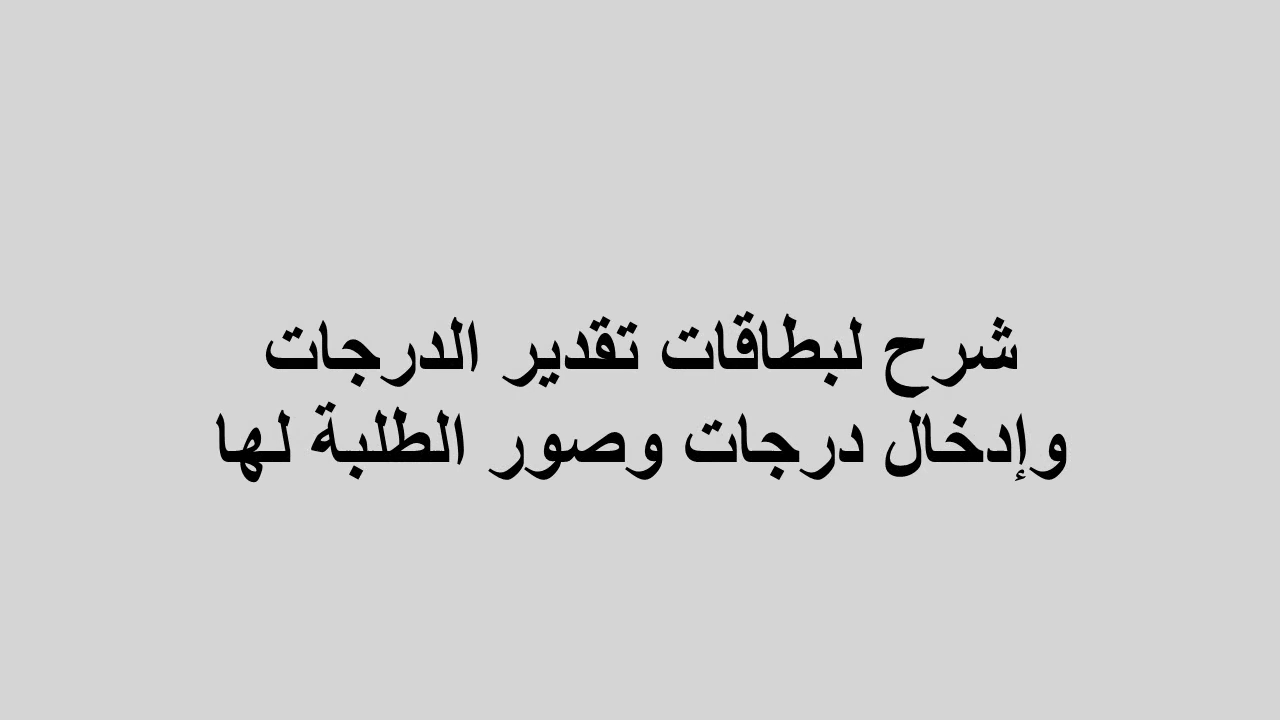 شرح لبطاقات تقدير الدرجات
وإدخال درجات وصور الطلبة لها